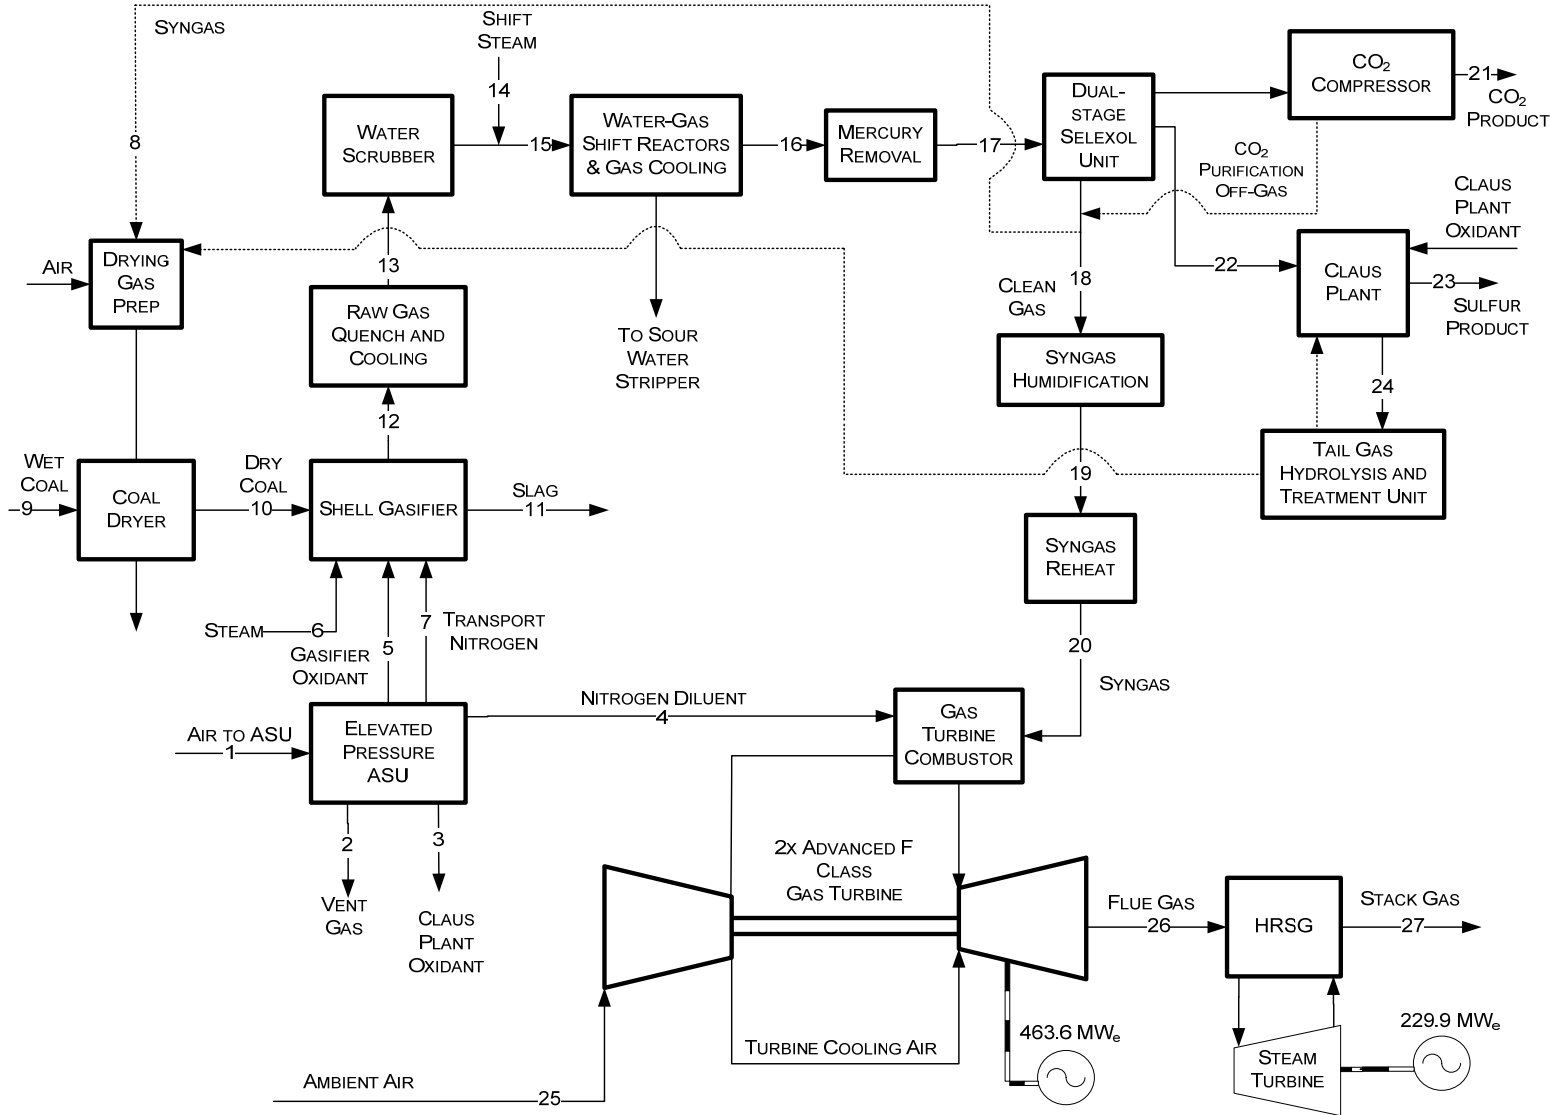 SYNGAS
8
SHIFT
STEAM
14
WATER
SCRUBBER
15
WATER-GAS
SHIFT REACTORS
& GAS COOLING
16
MERCURY
REMOVAL
17
DUAL-
STAGE
SELEXOL
UNIT
CO2
COMPRESSOR
21
CO2
PRODUCT
CO2
PURIFICATION
OFF-GAS
CLAUS
PLANT
OXIDANT
AIR
DRYING
GAS
PREP
13
RAW GAS
QUENCH AND
COOLING
TO SOUR
WATER
STRIPPER
CLEAN
GAS
18
22
CLAUS
PLANT
23
SULFUR
PRODUCT
SYNGAS
HUMIDIFICATION
24
12
WET
COAL
9
COAL
DRYER
DRY
COAL
10
SHELL GASIFIER
SLAG
11
19
TAIL GAS
HYDROLYSIS AND
TREATMENT UNIT
SYNGAS
REHEAT
STEAM
6
GASIFIER
OXIDANT
5
7
TRANSPORT
NITROGEN
20
SYNGAS
AIR TO ASU
1
ELEVATED
PRESSURE
ASU
NITROGEN DILUENT
4
GAS
TURBINE
COMBUSTOR
2
VENT
GAS
3
CLAUS
PLANT
OXIDANT
2X ADVANCED F
CLASS
GAS TURBINE
FLUE GAS
26
HRSG
STACK GAS
27
TURBINE COOLING AIR
463.6 MWe
229.9 MWe
STEAM
TURBINE
AMBIENT AIR
25